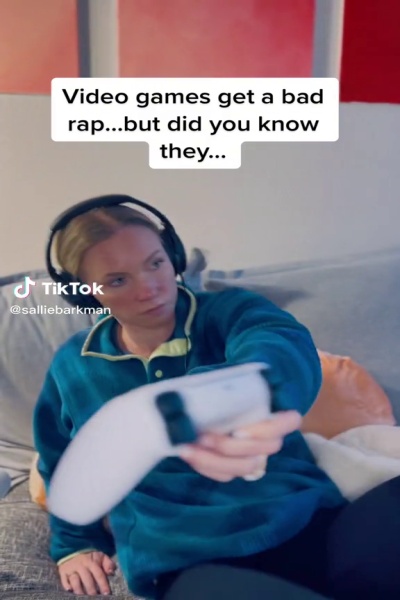 Video games get a bad
rap...but did you know
they...
TikTok
@salliebarkman